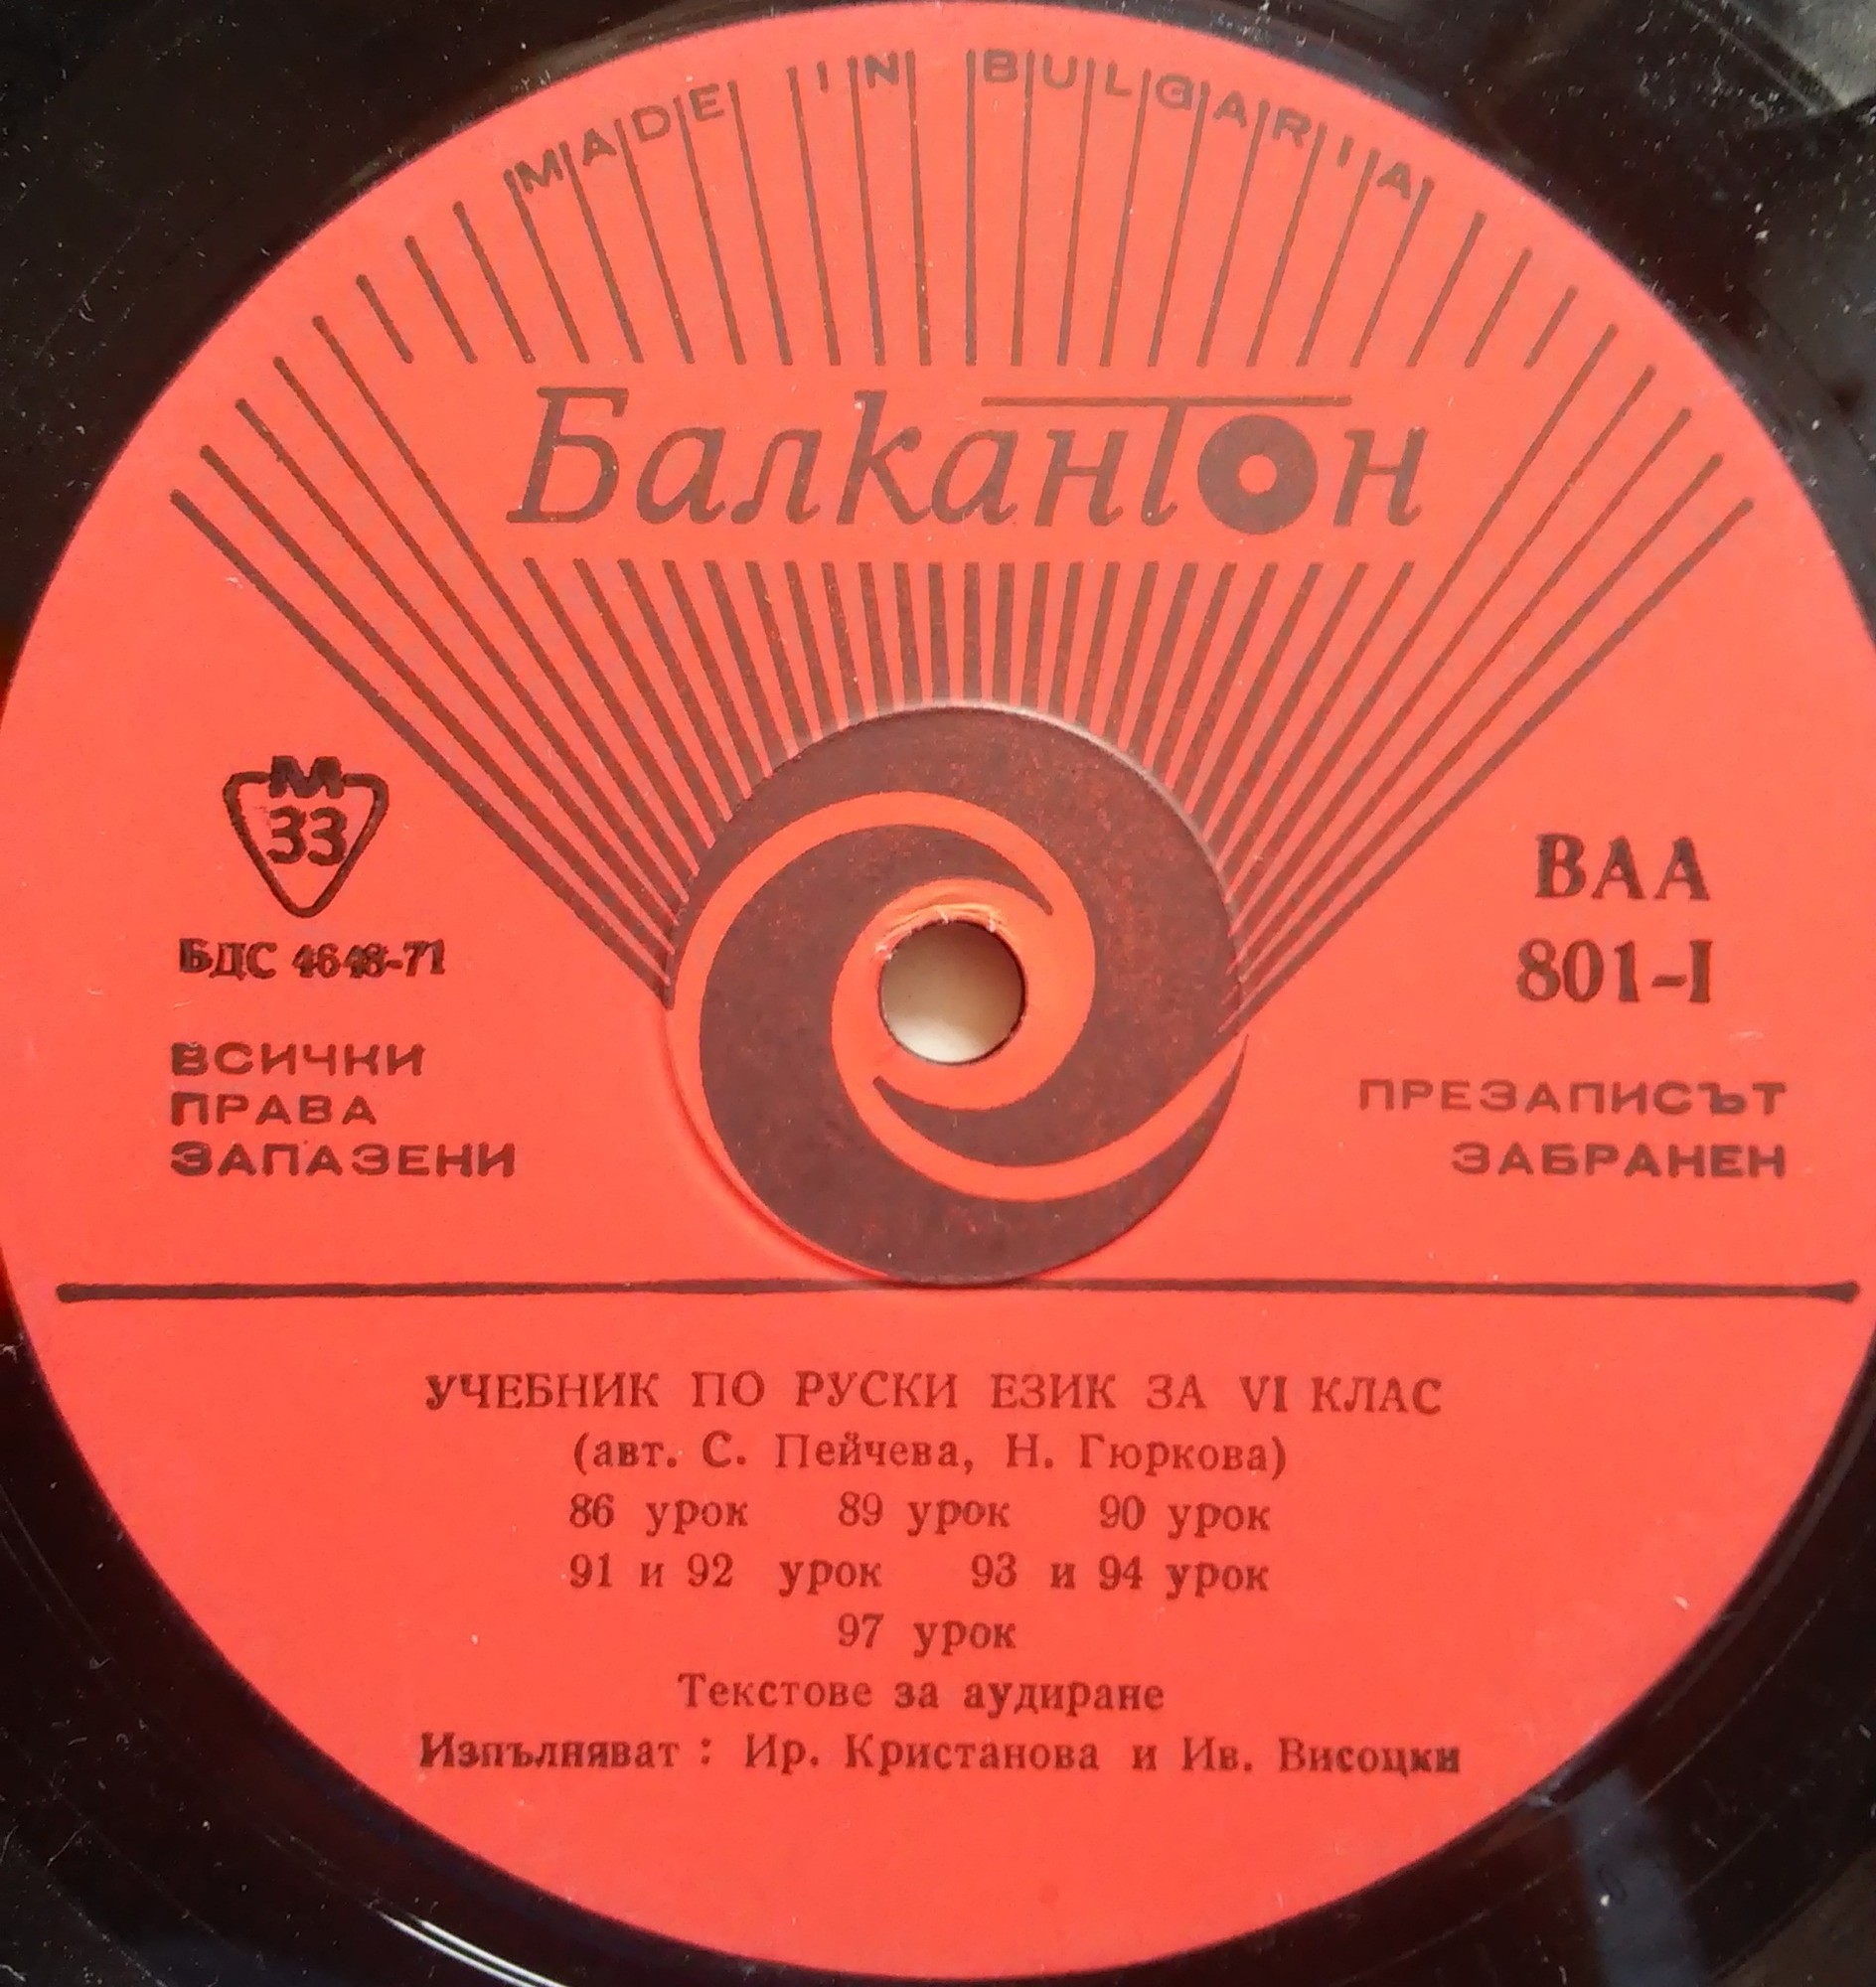 MADE IN BULGARIA
Балкантон
М
33
БДС 4648-71
ВСИЧКИ
ПРАВА
ЗАПАЗЕНИ
ВАА
801-I
ПРЕЗАПИСЪТ
ЗАБРАНЕН
УЧЕБНИК ПО РУСКИ ЕЗИК ЗА VI КЛАС
(авт. С. Пейчева, Н. Гюркова)
86 урок 89 урок 90 урок
91 и 92 урок 93 и 94 урок
97 урок
Текстове за аудиране
Изпълняват : Ир. Кристанова и Ив. Височки